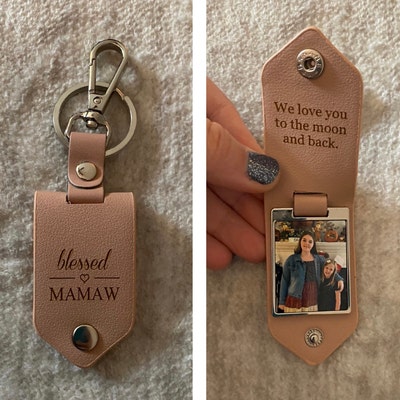 blessed
MAMAW
We love you
to the moon
and back.